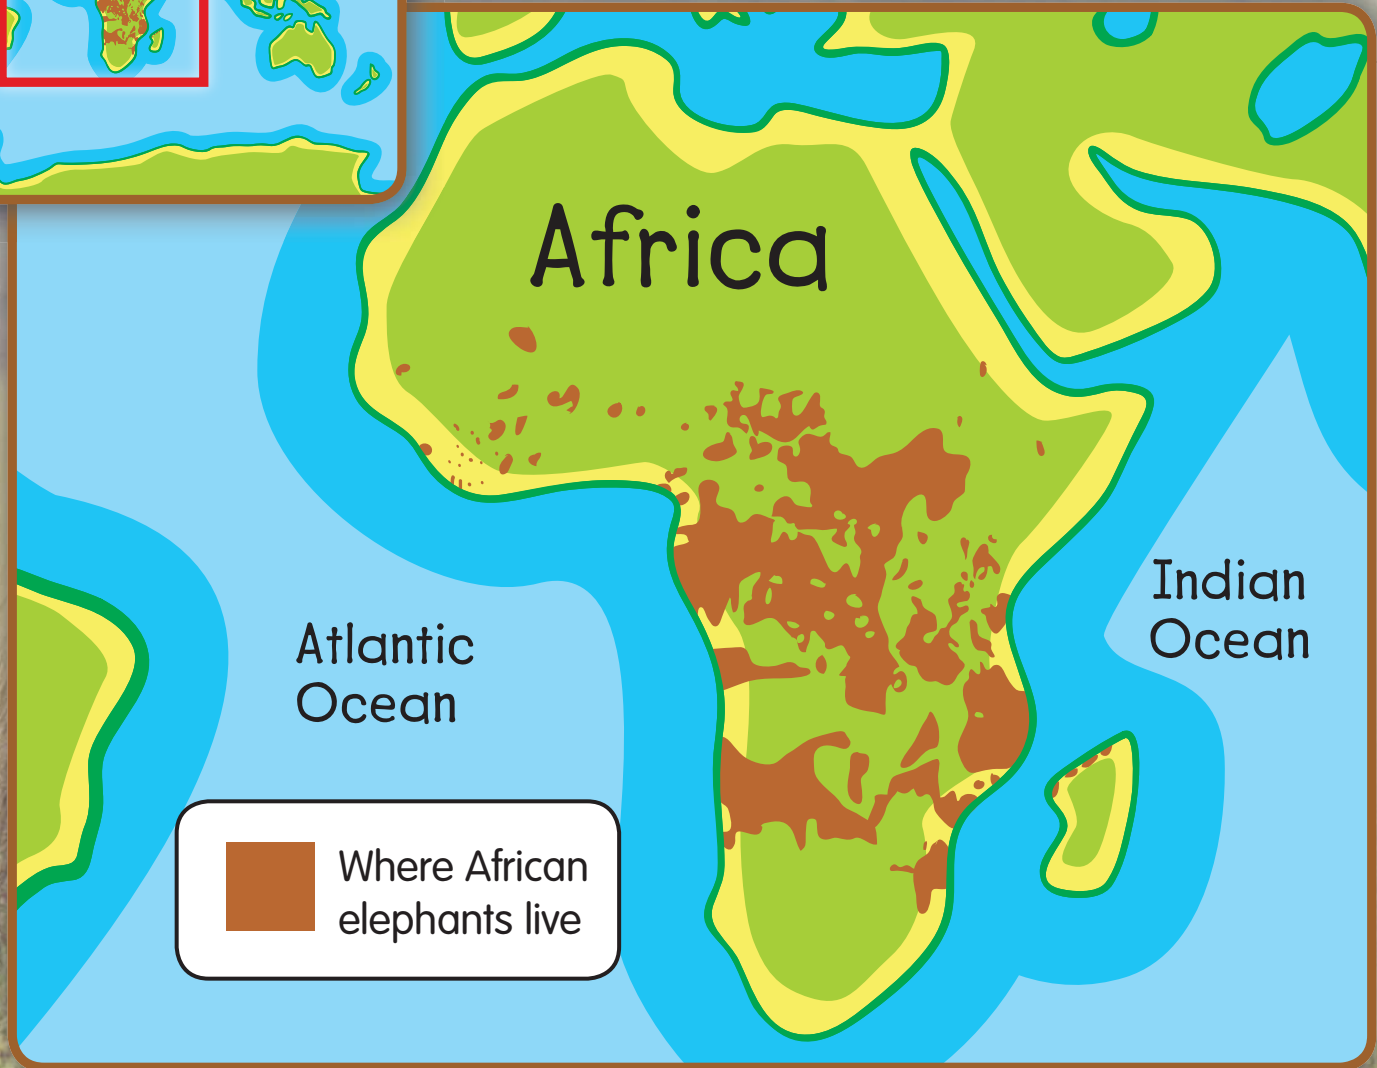 Africa
Indian
Ocean
Atlantic
Ocean
Where African
elephants live